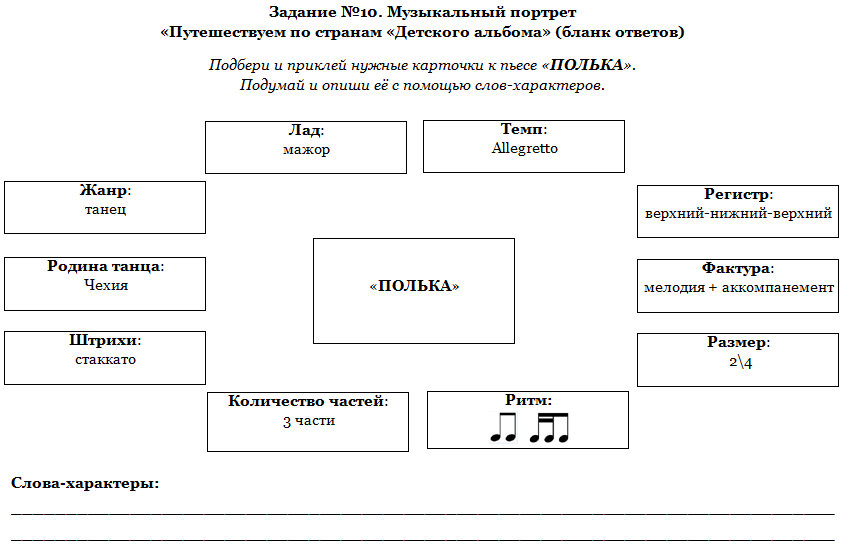 Задание №10. Музыкальный портрет
«Путешествуем по странам «Детского альбома» (бланк ответов)
Подбери и приклей нужные карточки к пьесе «ПОЛЬКА».
Подумай и опиши её с помощью слов-характеров.
Лад:
мажор
Темп:
Allegretto
Жанр:
танец
Регистр:
верхний-нижний-верхний
Родина танца:
Чехия
«ПОЛЬКА»
Фактура:
мелодия + аккомпанемент
Штрихи:
стаккато
Размер:
2\4
Количество частей:
3 части
Ритм:
Слова-характеры: